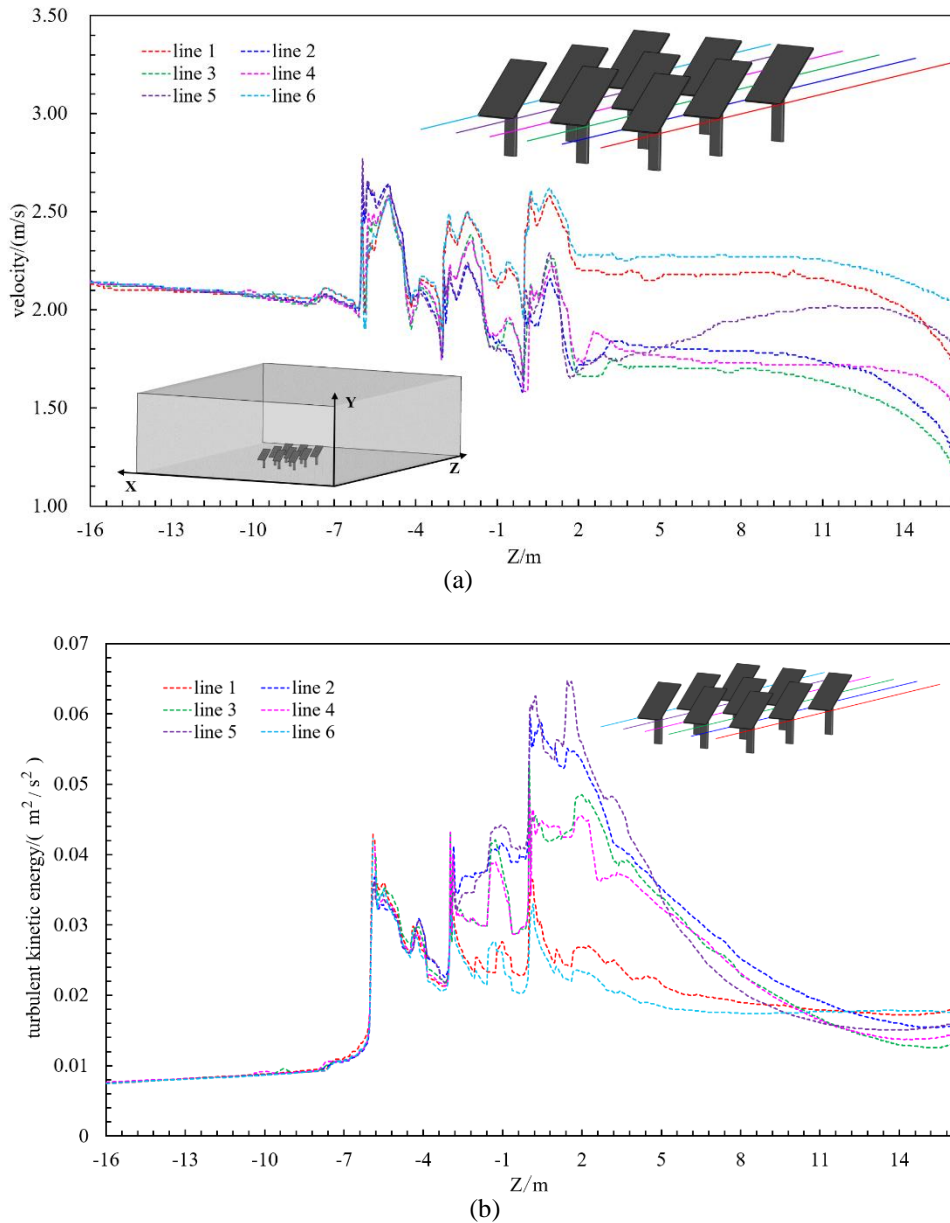 3.50
3.00
2.50
2.00
1.50
1.00
velocity/(m/s)
line 1 line 2
line 3 line 4
line 5 line 6
Y
X
Z
-16 -13 -10 -7 -4 -1 2 5 8 11 14
Z/m
(a)
0.07
0.06
0.05
0.04
0.03
0.02
0.01
0
turbulent kinetic energy/( m²/s²)
line 1 line 2
line 3 line 4
line 5 line 6
-16 -13 -10 -7 -4 -1 2 5 8 11 14
Z/m
(b)